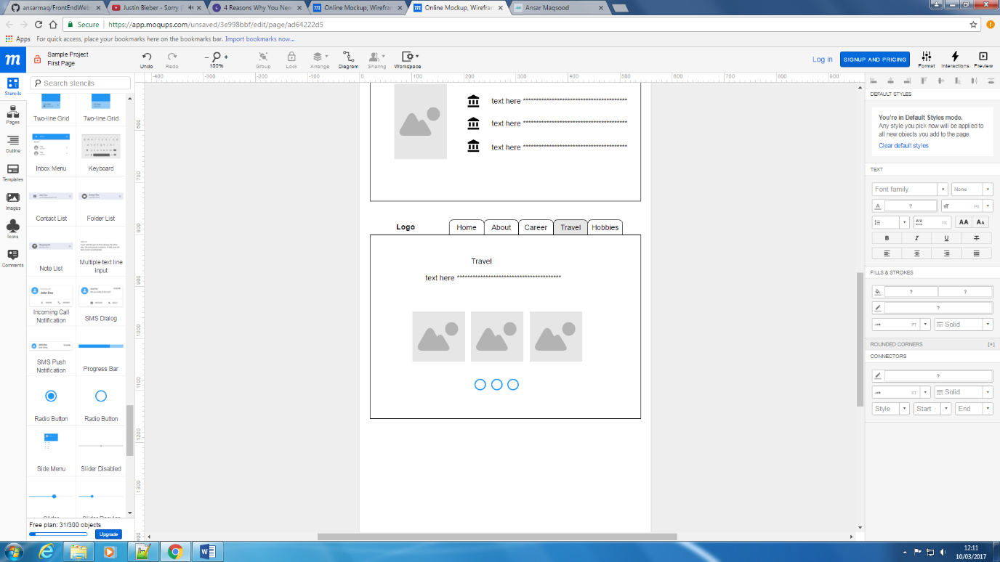 ansarmaq/FrontEndWebs
Justin Bieber - Sorry (
4 Reasons Why You Nee
Online Mockup, Wirefran
Online Mockup, Wirefran
Ansar Maqsood
Secure
https://app.moqups.com/unsaved/3e998bbf/edit/page/ad64222d5
Apps
For quick access, place your bookmarks here on the bookmarks bar. Import bookmarks now...
m
Sample Project
First Page
Undo
Redo
100%
Group
Lock
Arrange
Diagram
Sharing
Workspace
Log in
SIGNUP AND PRICING
Format
Interactions
Preview
Stencils
Pages
Outline
Templates
Images
Icons
Comments
Search stencils
Two-line Grid
Two-line Grid
Inbox Menu
Keyboard
Contact List
Folder List
Note List
Multiple text line
input
Incoming Call
Notification
SMS Dialog
SMS Push
Notification
Progress Bar
Radio Button
Radio Button
Side Menu
Slider Disabled
Free plan: 31/300 objects
Upgrade
-400
-300
-200
-100
0
100
200
300
400
500
600
700
800
900
600
700
800
900
1000
1100
1200
1300
text here ****************************************
text here ****************************************
text here ****************************************
Logo
Home
About
Career
Travel
Hobbies
Travel
text here ****************************************
DEFAULT STYLES
You're in Default Styles mode.
Any style you pick now will be applied to
all new objects you add to the page.
Clear default styles
TEXT
Font family
None
?
PX
PX
B
I
U
T
FILLS & STROKES
?
?
?
PT
Solid
ROUNDED CORNERS
[+]
CONNECTORS
?
PT
Solid
Style
Start
End
12:11
10/03/2017